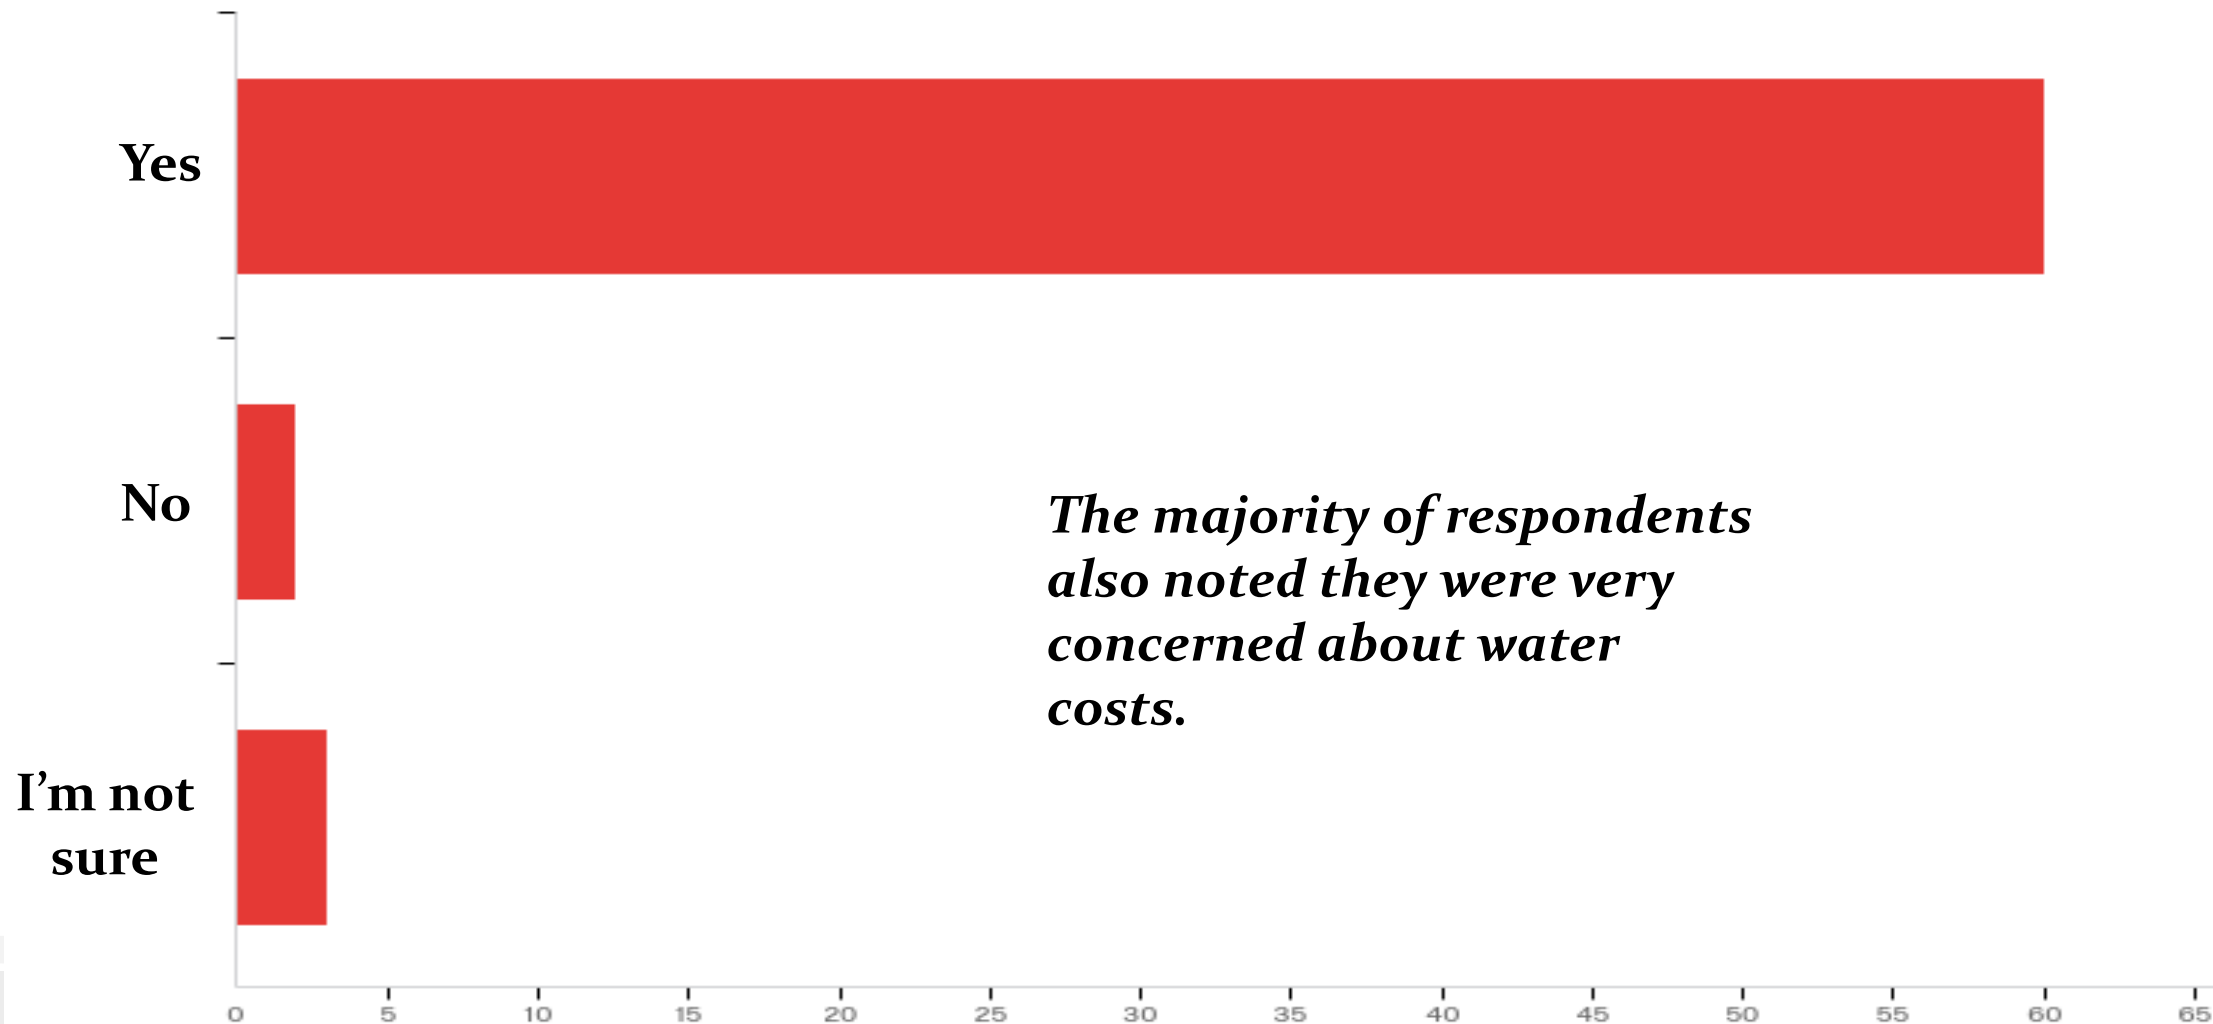 Yes
No
The majority of respondents
also noted they were very
concerned about water
costs.
I’m not
sure
0 5 10 15 20 25 30 35 40 45 50 55 60 65